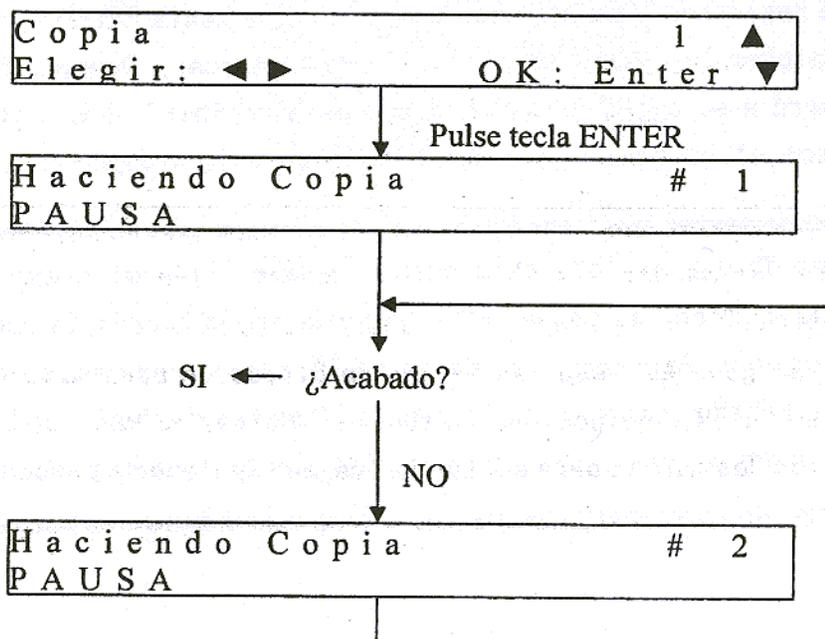 Copia 1 ▲
Elegir: ◀ ▶ OK: Enter ▼
Pulse tecla ENTER
Haciendo Copia # 1
PAUSA
SI ¿Acabado?
NO
Haciendo Copia # 2
PAUSA